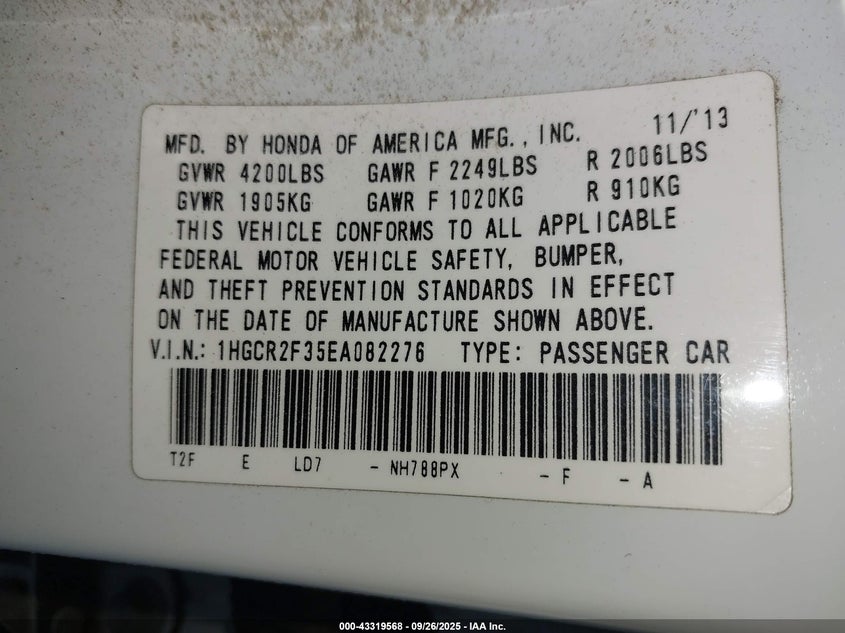 MFD. BY HONDA OF AMERICA MFG., INC. 11/'13
GVWR 4200LBS GAWR F 2249LBS R 2006LBS
GVWR 1905KG GAWR F 1020KG R 910KG
THIS VEHICLE CONFORMS TO ALL APPLICABLE
FEDERAL MOTOR VEHICLE SAFETY, BUMPER,
AND THEFT PREVENTION STANDARDS IN EFFECT
ON THE DATE OF MANUFACTURE SHOWN ABOVE.
V.I.N.: 1HGCR2F35EA082276 TYPE: PASSENGER CAR
T2F E LD7 - NH788PX - F - A
000-43319568 - 09/26/2025 - IAA Inc.